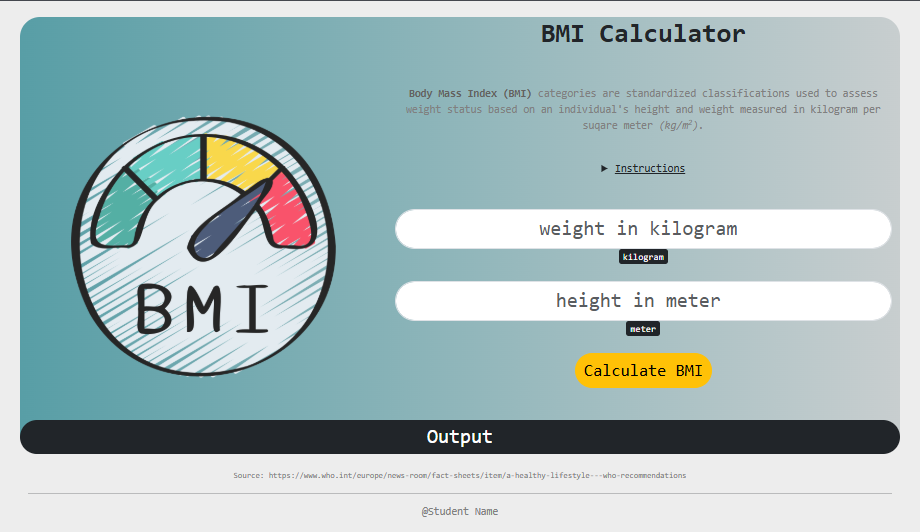 BMI Calculator
Body Mass Index (BMI) categories are standardized classifications used to assess
weight status based on an individual's height and weight measured in kilogram per
suqare meter (kg/m²).
▶ Instructions
BMI
weight in kilogram
kilogram
height in meter
meter
Calculate BMI
Output
Source: https://www.who.int/europe/news-room/fact-sheets/item/a-healthy-lifestyle---who-recommendations
@Student Name